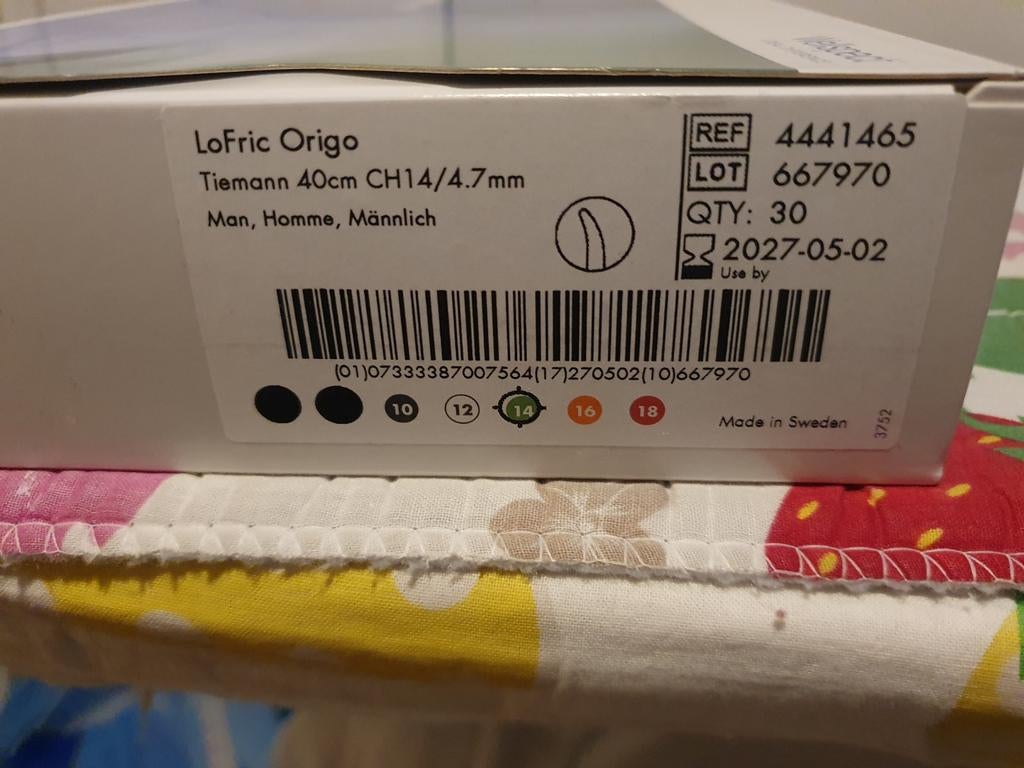 LoFric Origo
Tiemann 40cm CH14/4.7mm
Man, Homme, Männlich
REF 4441465
LOT 667970
QTY: 30
2027-05-02
Use by
(01)07333387007564(17)270502(10)667970
10 12 14 16 18
Made in Sweden
3752